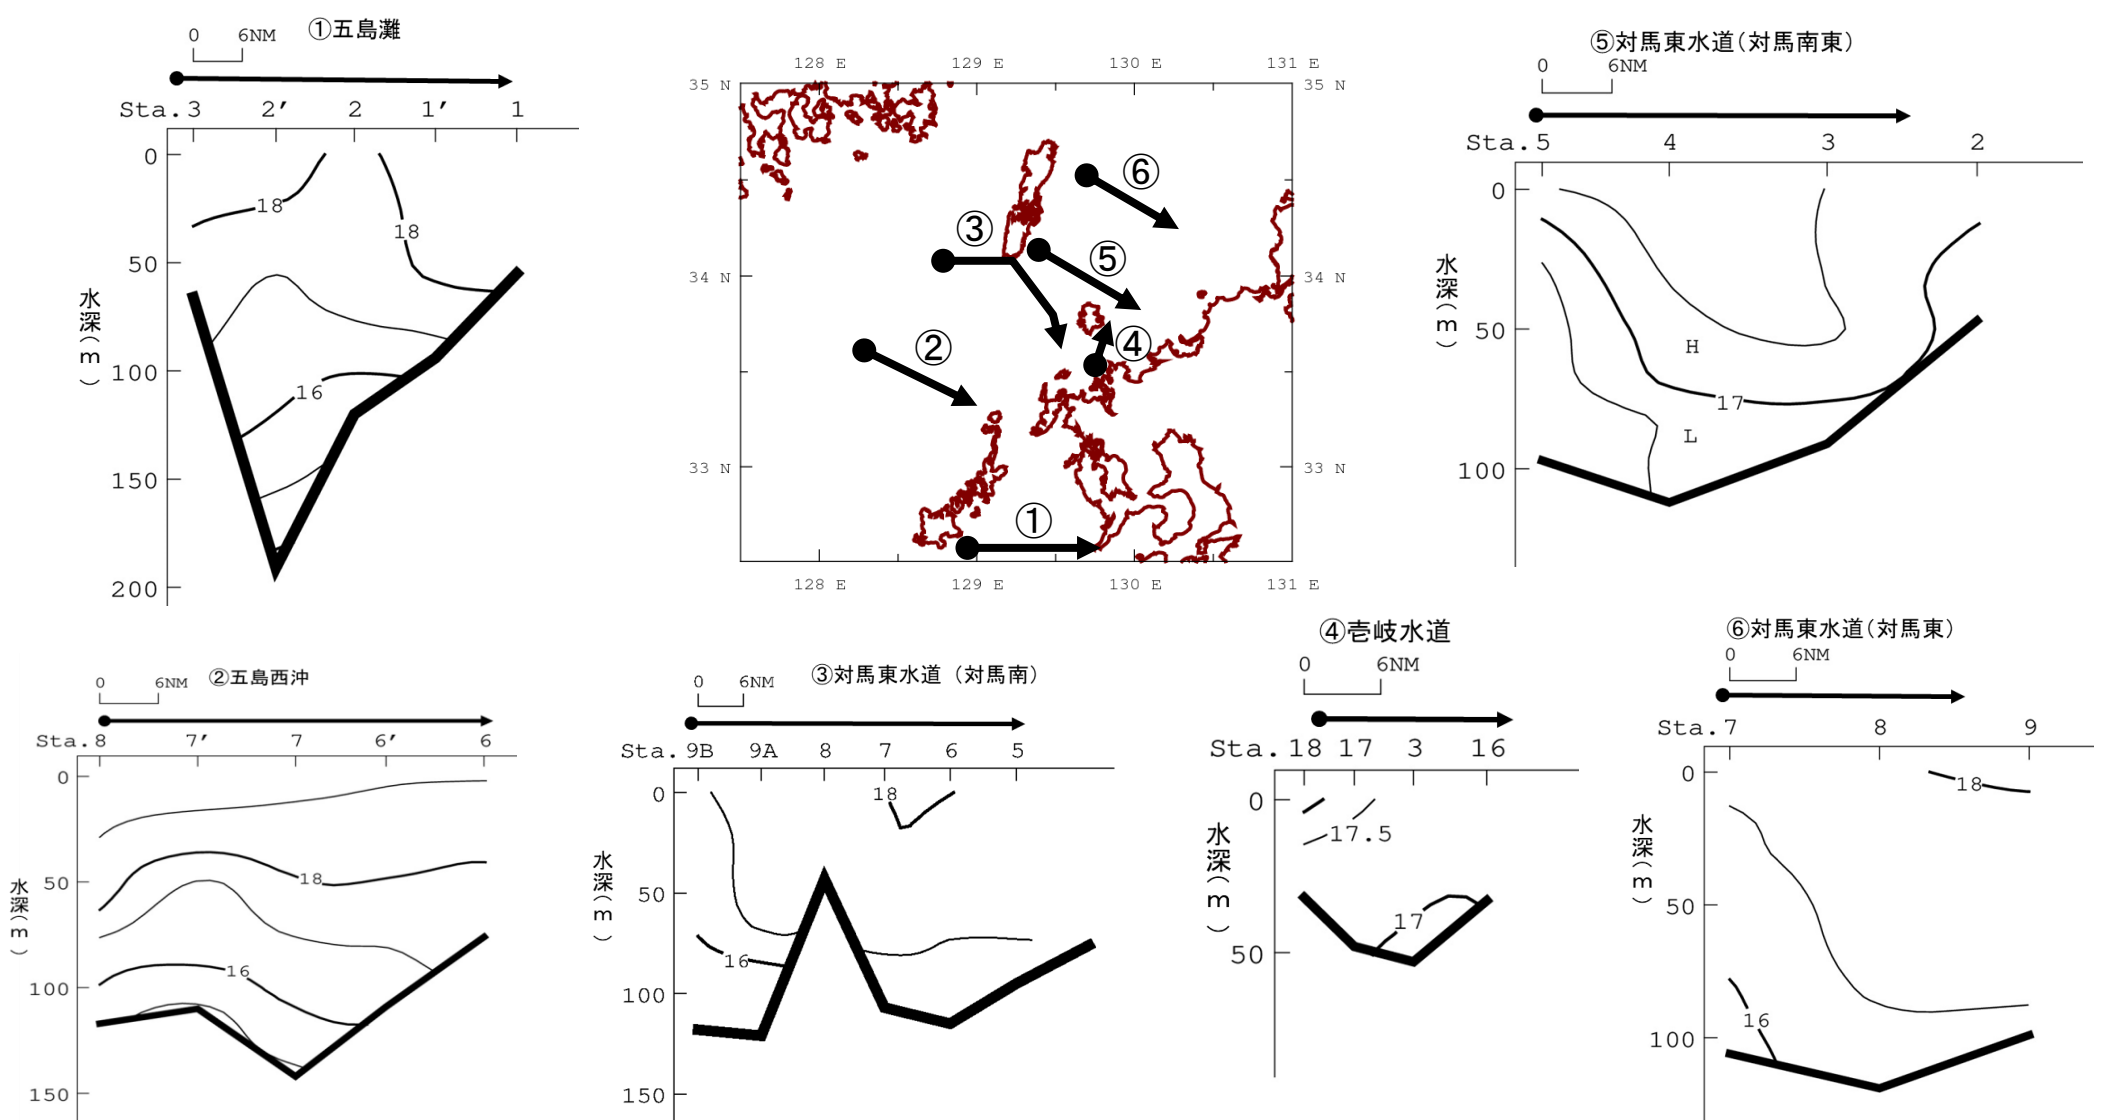 ①五島灘
0 6NM
Sta.3 2′ 2 1′ 1
0
50
100
150
200
水深(m)
18
18
16
128 E 129 E 130 E 131 E
35 N 35 N
34 N 34 N
33 N 33 N
128 E 129 E 130 E 131 E
⑥
③
⑤
②
④
①
⑤対馬東水道(対馬南東)
0 6NM
Sta.5 4 3 2
0
50
100
水深(m)
H
17
L
②五島西沖
0 6NM
Sta.8 7′ 7 6′ 6
0
50
100
150
水深(m)
18
16
③対馬東水道(対馬南)
0 6NM
Sta.9B 9A 8 7 6 5
0
50
100
150
水深(m)
18
16
④壱岐水道
0 6NM
Sta.18 17 3 16
0
50
水深(m)
17.5
17
⑥対馬東水道(対馬東)
0 6NM
Sta.7 8 9
0
50
100
水深(m)
18
16